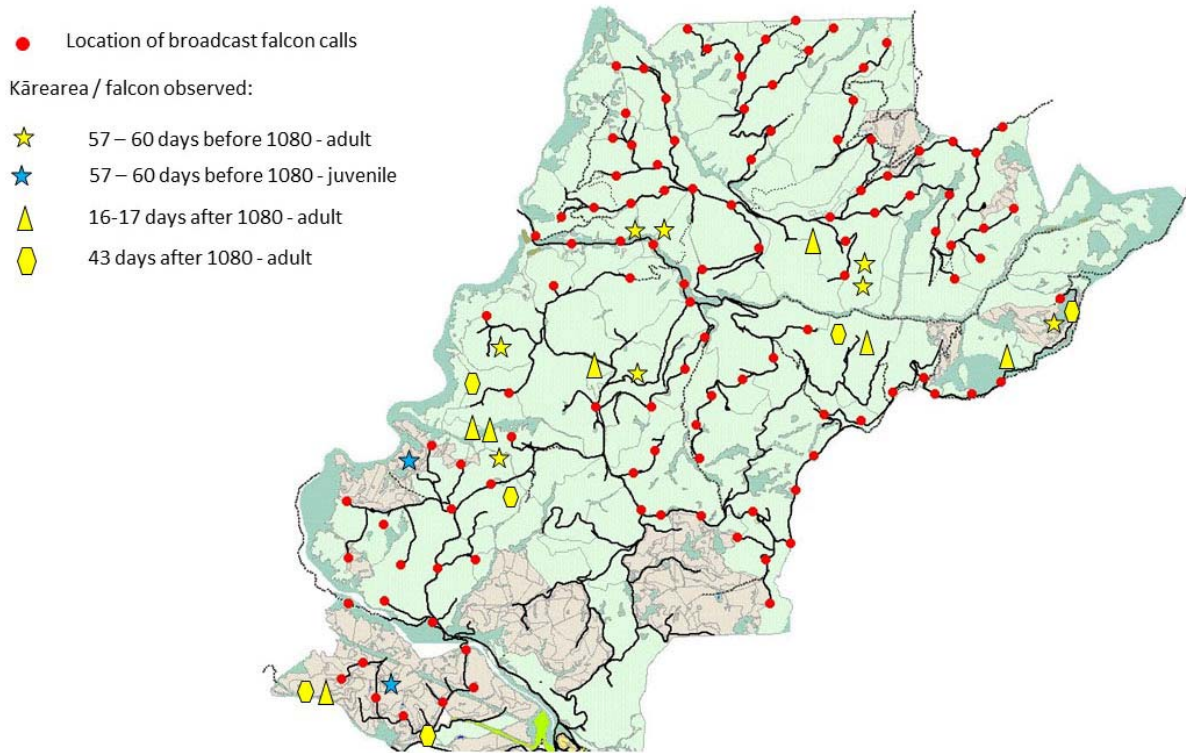 Location of broadcast falcon calls
Kārearea / falcon observed:
57 – 60 days before 1080 - adult
57 – 60 days before 1080 - juvenile
16-17 days after 1080 - adult
43 days after 1080 - adult